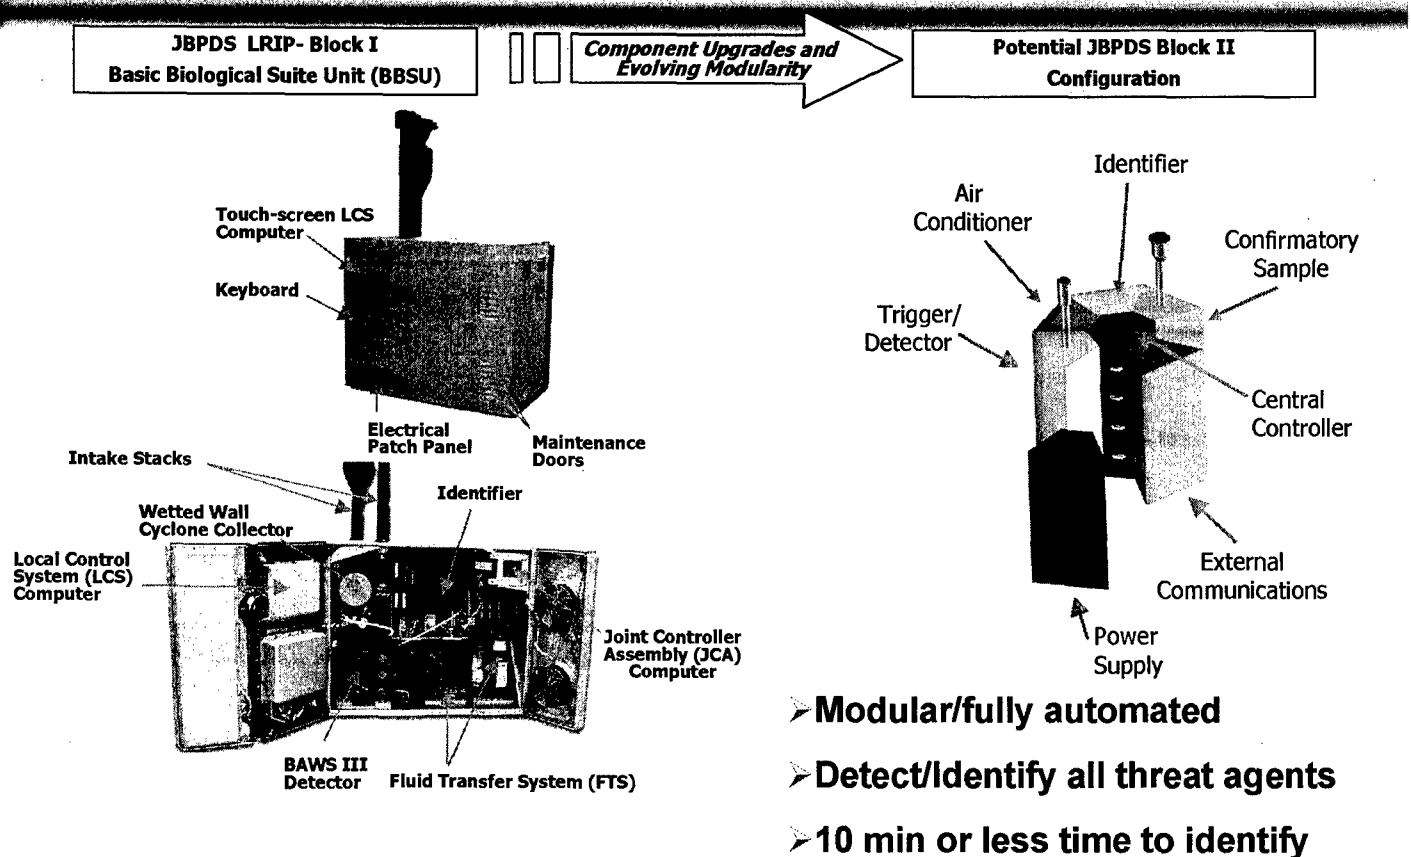 JBPDS LRIP- Block I
Basic Biological Suite Unit (BBSU)
Component Upgrades and
Evolving Modularity
Potential JBPDS Block II
Configuration
Touch-screen LCS
Computer
Keyboard
Electrical
Patch Panel
Maintenance
Doors
Intake Stacks
Identifier
Wetted Wall
Cyclone Collector
Local Control
System (LCS)
Computer
Joint Controller
Assembly (JCA)
Computer
BAWS III
Detector
Fluid Transfer System (FTS)
Identifier
Air
Conditioner
Confirmatory
Sample
Trigger/
Detector
Central
Controller
External
Communications
Power
Supply
➢Modular/fully automated
➢Detect/Identify all threat agents
➢10 min or less time to identify